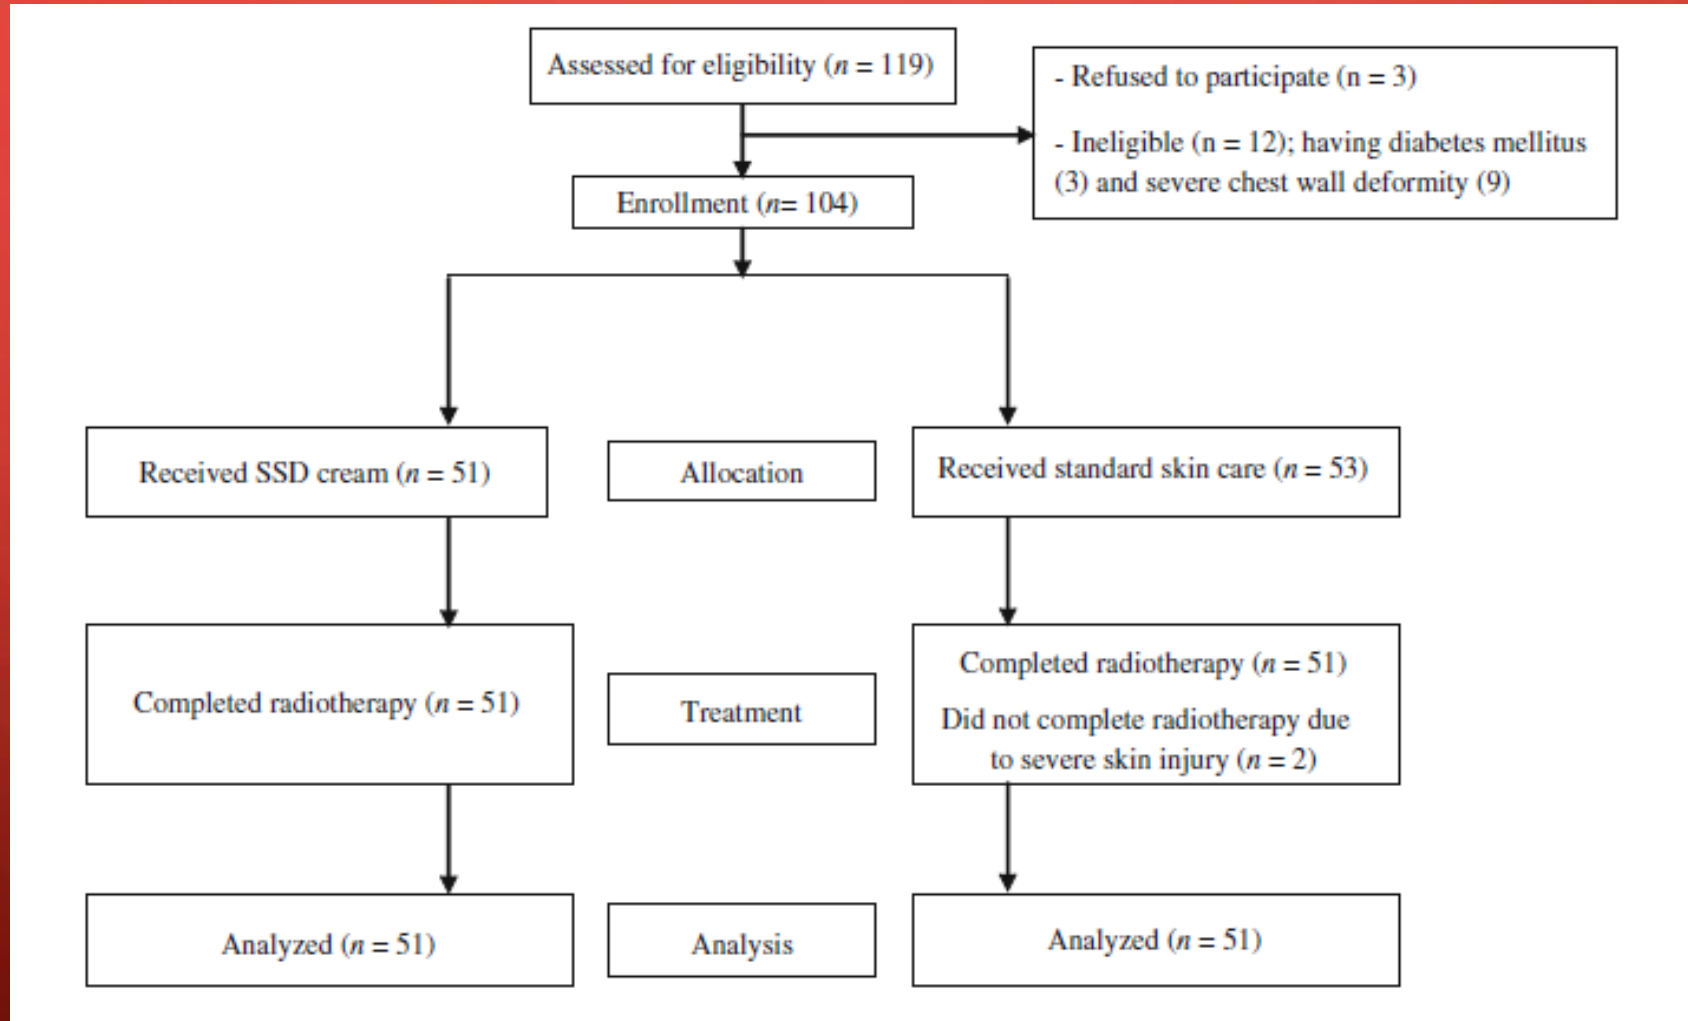 Assessed for eligibility (n = 119)
- Refused to participate (n = 3)
- Ineligible (n = 12); having diabetes mellitus
(3) and severe chest wall deformity (9)
Enrollment (n= 104)
Received SSD cream (n = 51)
Allocation
Received standard skin care (n = 53)
Completed radiotherapy (n = 51)
Treatment
Completed radiotherapy (n = 51)
Did not complete radiotherapy due
to severe skin injury (n = 2)
Analyzed (n = 51)
Analysis
Analyzed (n = 51)